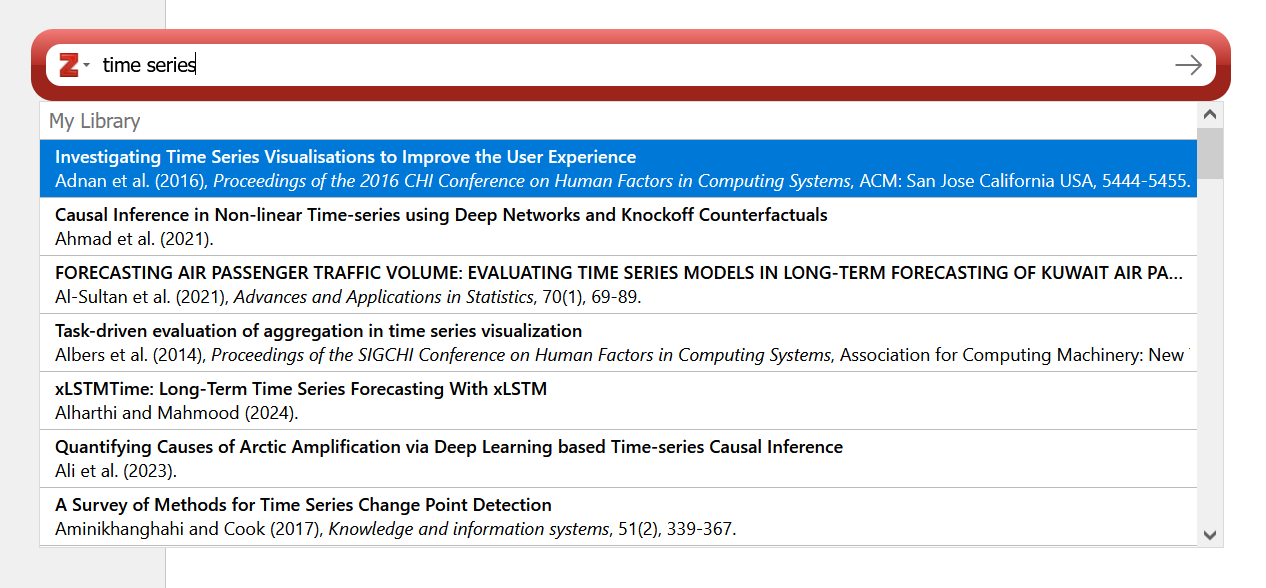 Z time series
My Library
Investigating Time Series Visualisations to Improve the User Experience
Adnan et al. (2016), Proceedings of the 2016 CHI Conference on Human Factors in Computing Systems, ACM: San Jose California USA, 5444-5455.
Causal Inference in Non-linear Time-series using Deep Networks and Knockoff Counterfactuals
Ahmad et al. (2021).
FORECASTING AIR PASSENGER TRAFFIC VOLUME: EVALUATING TIME SERIES MODELS IN LONG-TERM FORECASTING OF KUWAIT AIR PA...
Al-Sultan et al. (2021), Advances and Applications in Statistics, 70(1), 69-89.
Task-driven evaluation of aggregation in time series visualization
Albers et al. (2014), Proceedings of the SIGCHI Conference on Human Factors in Computing Systems, Association for Computing Machinery: New
xLSTMTime: Long-Term Time Series Forecasting With xLSTM
Alharthi and Mahmood (2024).
Quantifying Causes of Arctic Amplification via Deep Learning based Time-series Causal Inference
Ali et al. (2023).
A Survey of Methods for Time Series Change Point Detection
Aminikhanghahi and Cook (2017), Knowledge and information systems, 51(2), 339-367.